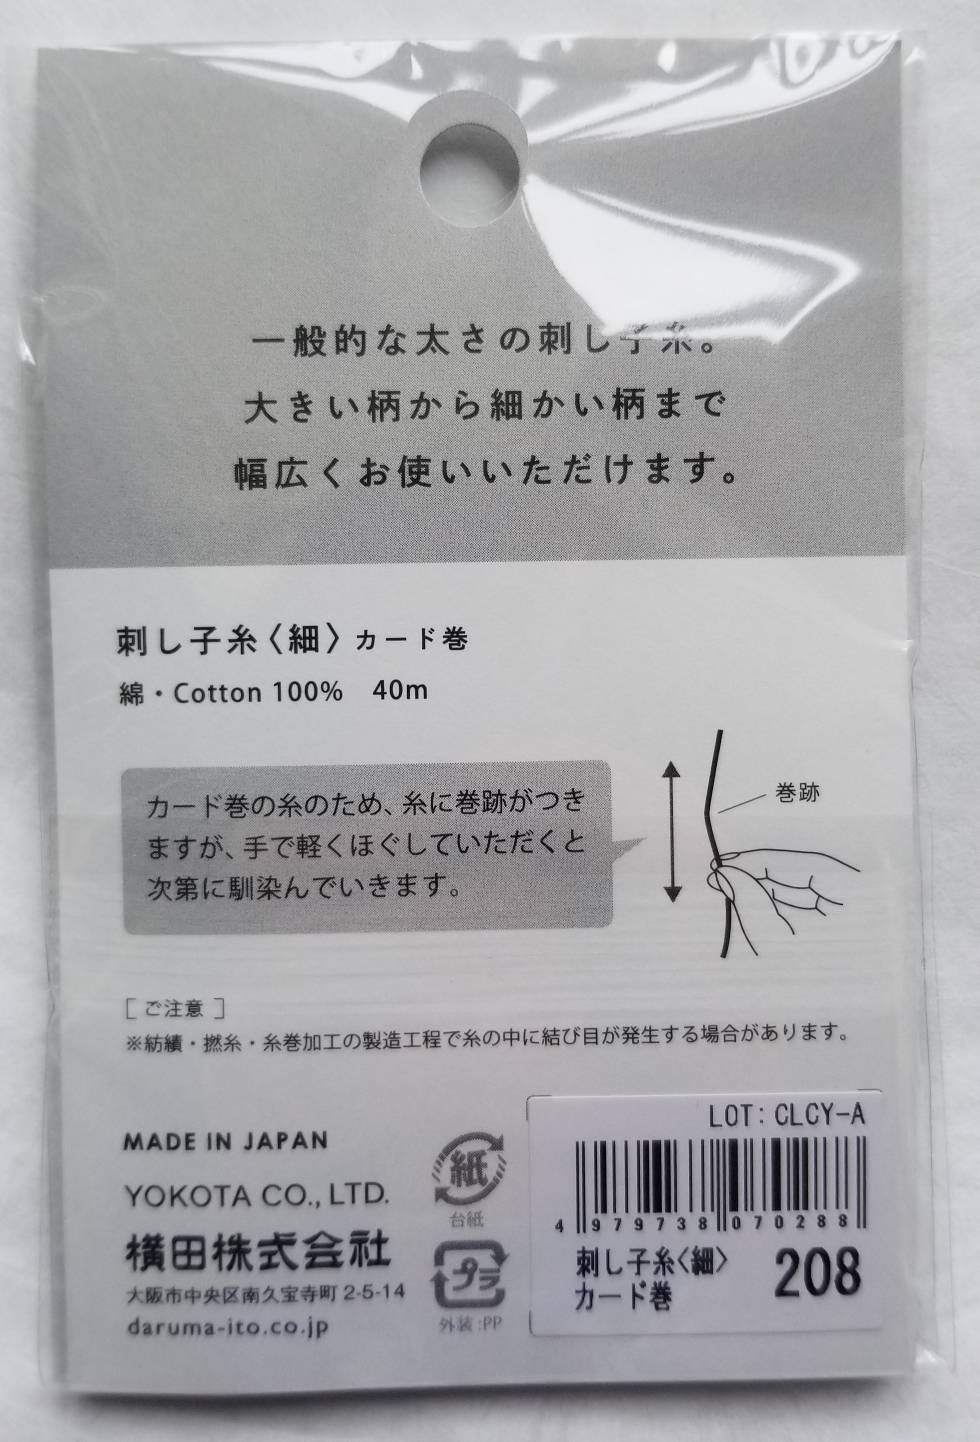 一般的な太さの刺し子糸。
大きい柄から細かい柄まで
幅広くお使いいただけます。
刺し子糸〈細〉カード巻
綿・Cotton 100%　40m
カード巻の糸のため、糸に巻跡がつき
ますが、手で軽くほぐしていただくと
次第に馴染んでいきます。
巻跡
［ご注意］
※紡績・撚糸・糸巻加工の製造工程で糸の中に結び目が発生する場合があります。
MADE IN JAPAN
YOKOTA CO., LTD.
横田株式会社
大阪市中央区南久宝寺町 2-5-14
daruma-ito.co.jp
紙
台紙
プラ
外装:PP
LOT: CLCY-A
4 979738 070288
刺し子糸〈細〉
カード巻
208